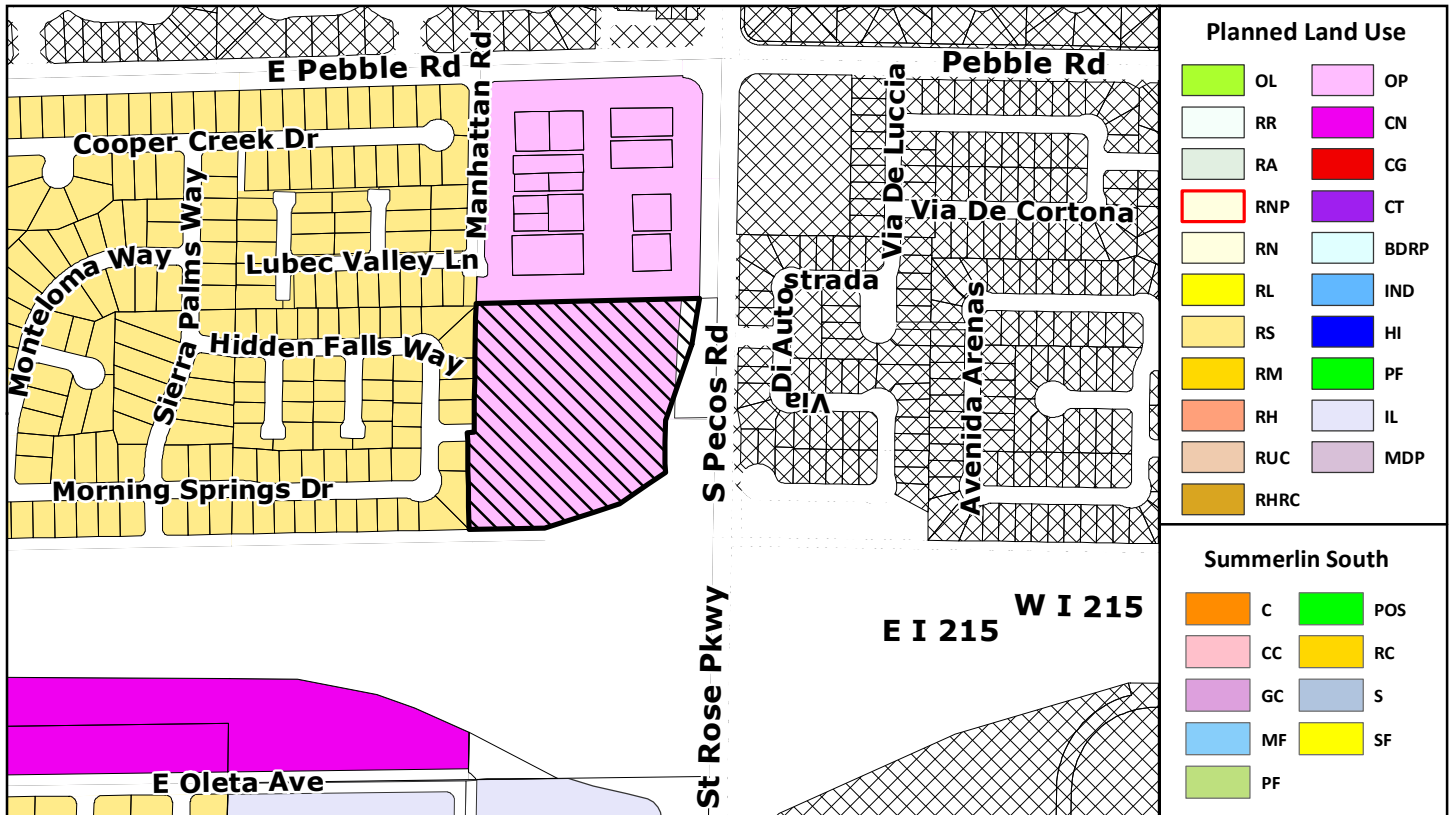 E Pebble Rd
Pebble Rd
Manhattan Rd
Cooper Creek Dr
Via De Luccia
Via De Cortona
Monteloma Way
Sierra Palms Way
Lubec Valley Ln
Via Di Auto strada
Hidden Falls Way
S Pecos Rd
Avenida Arenas
Morning Springs Dr
W I 215
E I 215
St Rose Pkwy
E Oleta Ave
Planned Land Use
OL
RR
RA
RNP
RN
RL
RS
RM
RH
RUC
RHRC
OP
CN
CG
CT
BDRP
IND
HI
PF
IL
MDP
Summerlin South
C
CC
GC
MF
PF
POS
RC
S
SF